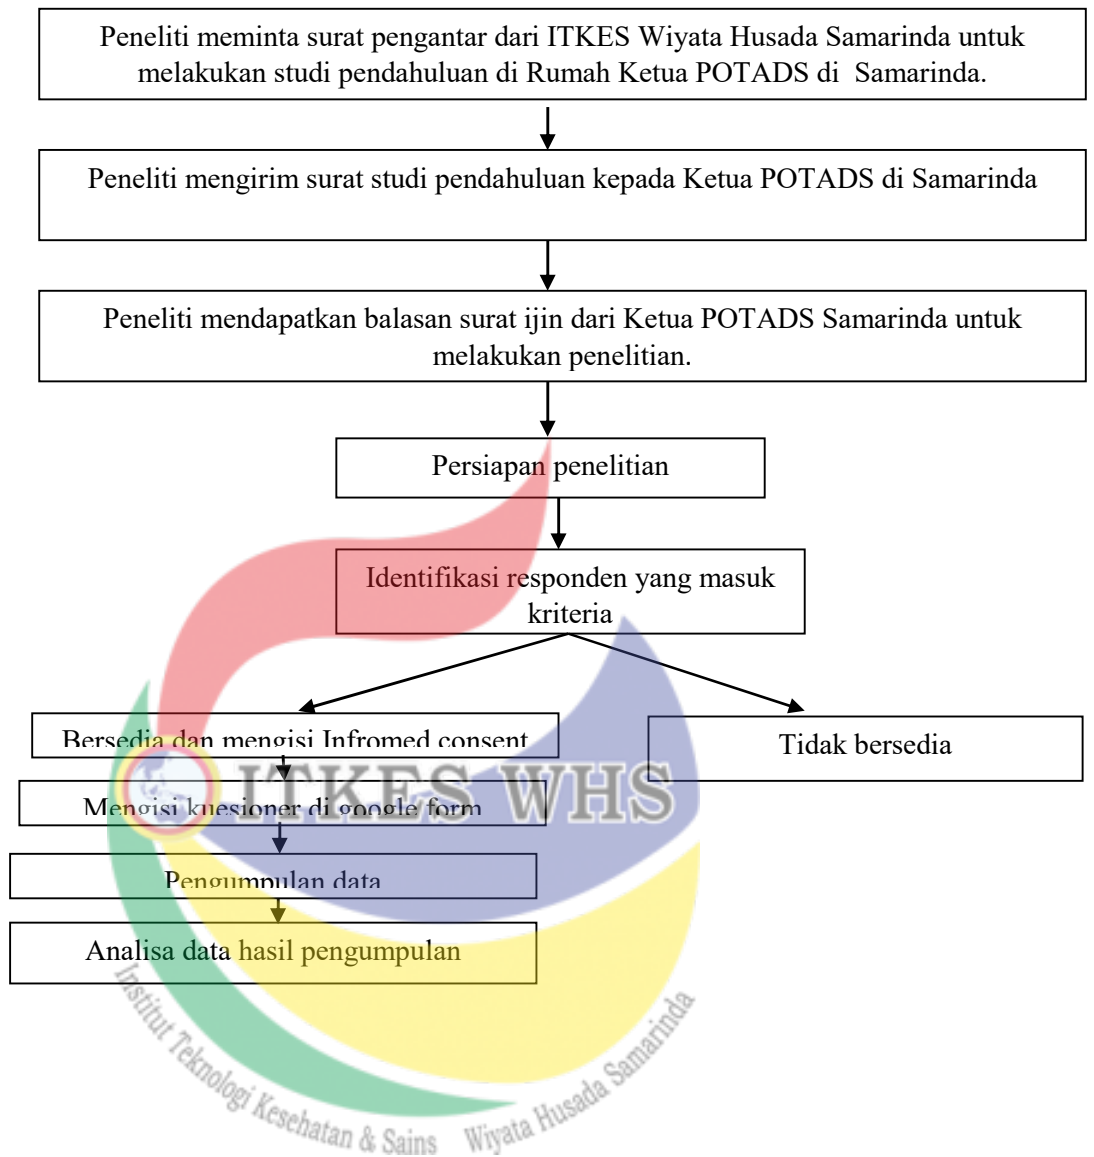 Peneliti meminta surat pengantar dari ITKES Wiyata Husada Samarinda untuk
melakukan studi pendahuluan di Rumah Ketua POTADS di Samarinda.
Peneliti mengirim surat studi pendahuluan kepada Ketua POTADS di Samarinda
Peneliti mendapatkan balasan surat ijin dari Ketua POTADS Samarinda untuk
melakukan penelitian.
Persiapan penelitian
Identifikasi responden yang masuk
kriteria
Bersedia dan mengisi Infromed consent
Tidak bersedia
ITKES WHS
Mengisi kuesioner di google form
Pengumpulan data
Analisa data hasil pengumpulan
Institut Teknologi Kesehatan & Sains Wiyata Husada Samarinda